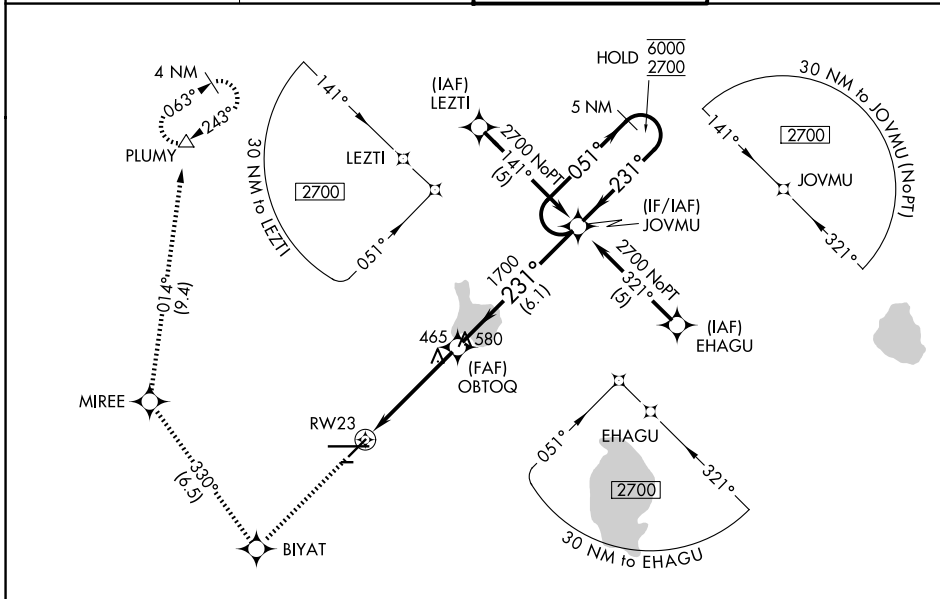 4 NM
063°
243°
PLUMY
014°
(9.4)
MIREE
330°
(6.5)
BIYAT
RW23
141°
LEZTI
2700
051°
30 NM to LEZTI
(IAF)
LEZTI
2700 NoPT
141°
(5)
HOLD
6000
2700
5 NM
051°
231°
(IF/IAF)
JOVMU
1700
231°
(6.1)
465
580
(FAF)
OBTOQ
2700 NoPT
321°
(5)
(IAF)
EHAGU
30 NM to JOVMU (NoPT)
141°
2700
JOVMU
321°
EHAGU
051°
321°
2700
30 NM to EHAGU